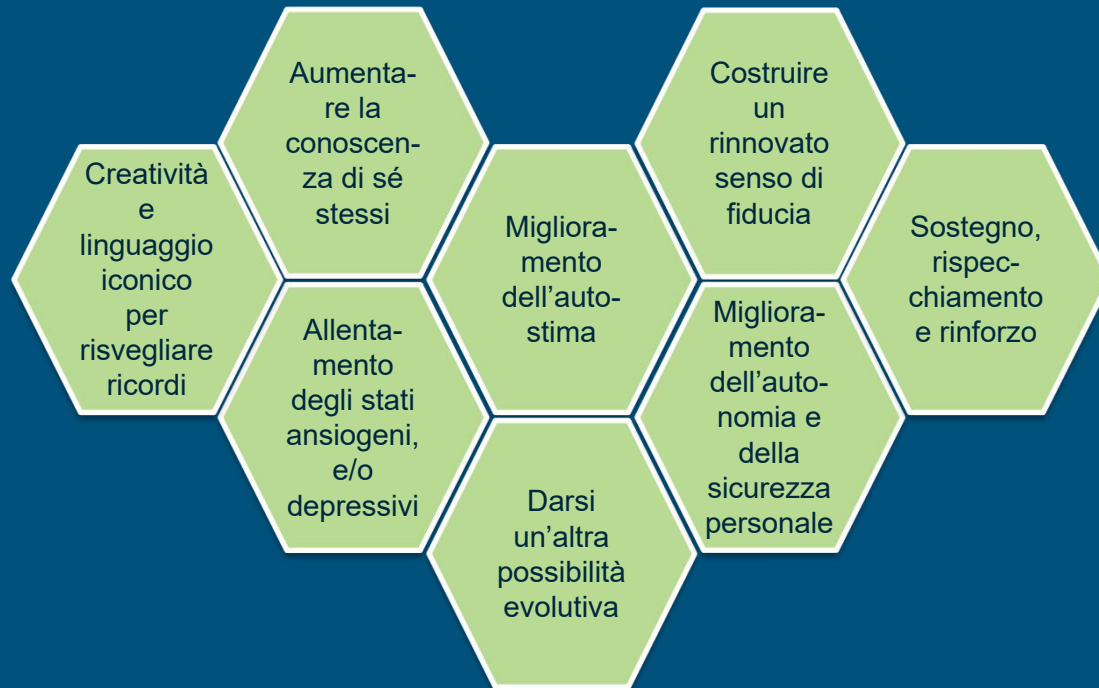 Creatività
e
linguaggio
iconico
per
risvegliare
ricordi
Aumenta-
re la
conoscen-
za di sé
stessi
Allenta-
mento
degli stati
ansiogeni,
e/o
depressivi
Migliora-
mento
dell’auto-
stima
Darsi
un’altra
possibilità
evolutiva
Costruire
un
rinnovato
senso di
fiducia
Migliora-
mento
dell’auto-
nomia e
della
sicurezza
personale
Sostegno,
rispec-
chiamento
e rinforzo